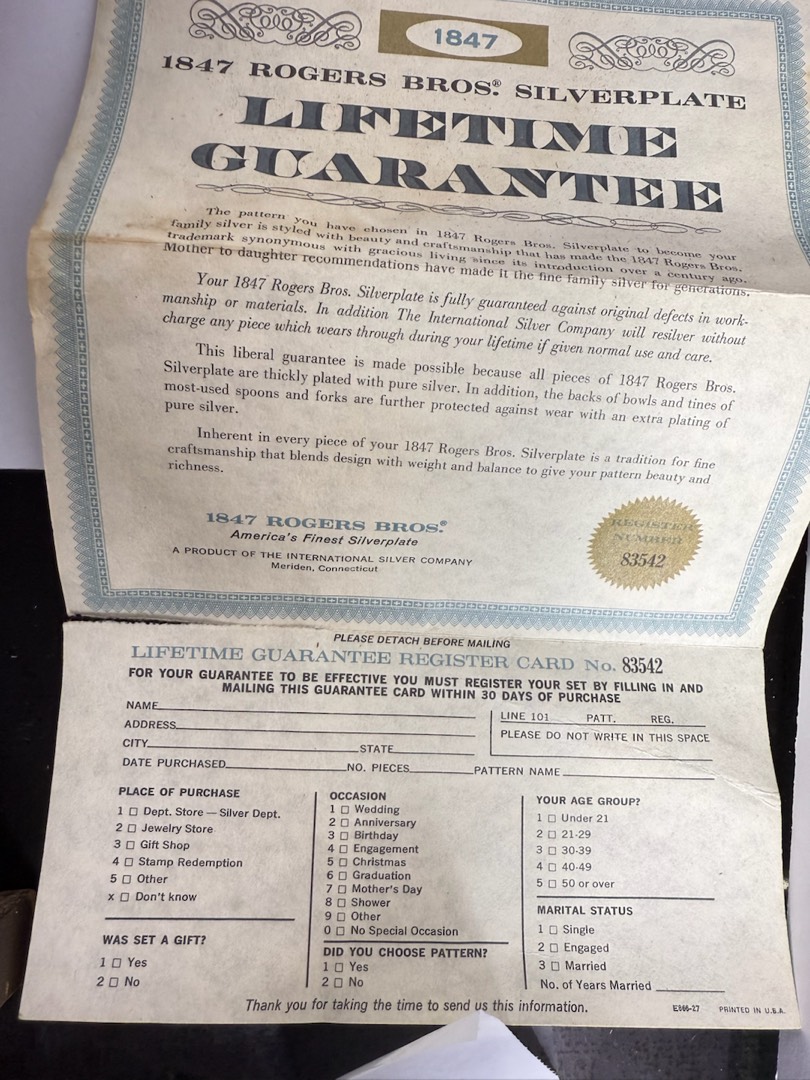 1847
1847 ROGERS BROS.® SILVERPLATE
LIFETIME
GUARANTEE
The pattern you have chosen in 1847 Rogers Bros. Silverplate to become your
family silver is styled with beauty and craftsmanship that has made the 1847 Rogers Bros.
trademark synonymous with gracious living since its introduction over a century ago.
Mother to daughter recommendations have made it the fine family silver for generations.
Your 1847 Rogers Bros. Silverplate is fully guaranteed against original defects in work-
manship or materials. In addition The International Silver Company will resilver without
charge any piece which wears through during your lifetime if given normal use and care.
This liberal guarantee is made possible because all pieces of 1847 Rogers Bros.
Silverplate are thickly plated with pure silver. In addition, the backs of bowls and tines of
most-used spoons and forks are further protected against wear with an extra plating of
pure silver.
Inherent in every piece of your 1847 Rogers Bros. Silverplate is a tradition for fine
craftsmanship that blends design with weight and balance to give your pattern beauty and
richness.
1847 ROGERS BROS.®
America's Finest Silverplate
A PRODUCT OF THE INTERNATIONAL SILVER COMPANY
Meriden, Connecticut
REGISTER
NUMBER
83542
PLEASE DETACH BEFORE MAILING
LIFETIME GUARANTEE REGISTER CARD No. 83542
FOR YOUR GUARANTEE TO BE EFFECTIVE YOU MUST REGISTER YOUR SET BY FILLING IN AND
MAILING THIS GUARANTEE CARD WITHIN 30 DAYS OF PURCHASE
NAME
ADDRESS
CITY STATE
DATE PURCHASED NO. PIECES PATTERN NAME
LINE 101 PATT. REG.
PLEASE DO NOT WRITE IN THIS SPACE
PLACE OF PURCHASE
1 ☐ Dept. Store — Silver Dept.
2 ☐ Jewelry Store
3 ☐ Gift Shop
4 ☐ Stamp Redemption
5 ☐ Other
x ☐ Don't know
WAS SET A GIFT?
1 ☐ Yes
2 ☐ No
OCCASION
1 ☐ Wedding
2 ☐ Anniversary
3 ☐ Birthday
4 ☐ Engagement
5 ☐ Christmas
6 ☐ Graduation
7 ☐ Mother's Day
8 ☐ Shower
9 ☐ Other
0 ☐ No Special Occasion
DID YOU CHOOSE PATTERN?
1 ☐ Yes
2 ☐ No
YOUR AGE GROUP?
1 ☐ Under 21
2 ☐ 21-29
3 ☐ 30-39
4 ☐ 40-49
5 ☐ 50 or over
MARITAL STATUS
1 ☐ Single
2 ☐ Engaged
3 ☐ Married
No. of Years Married
Thank you for taking the time to send us this information.
E866-27 PRINTED IN U.S.A.